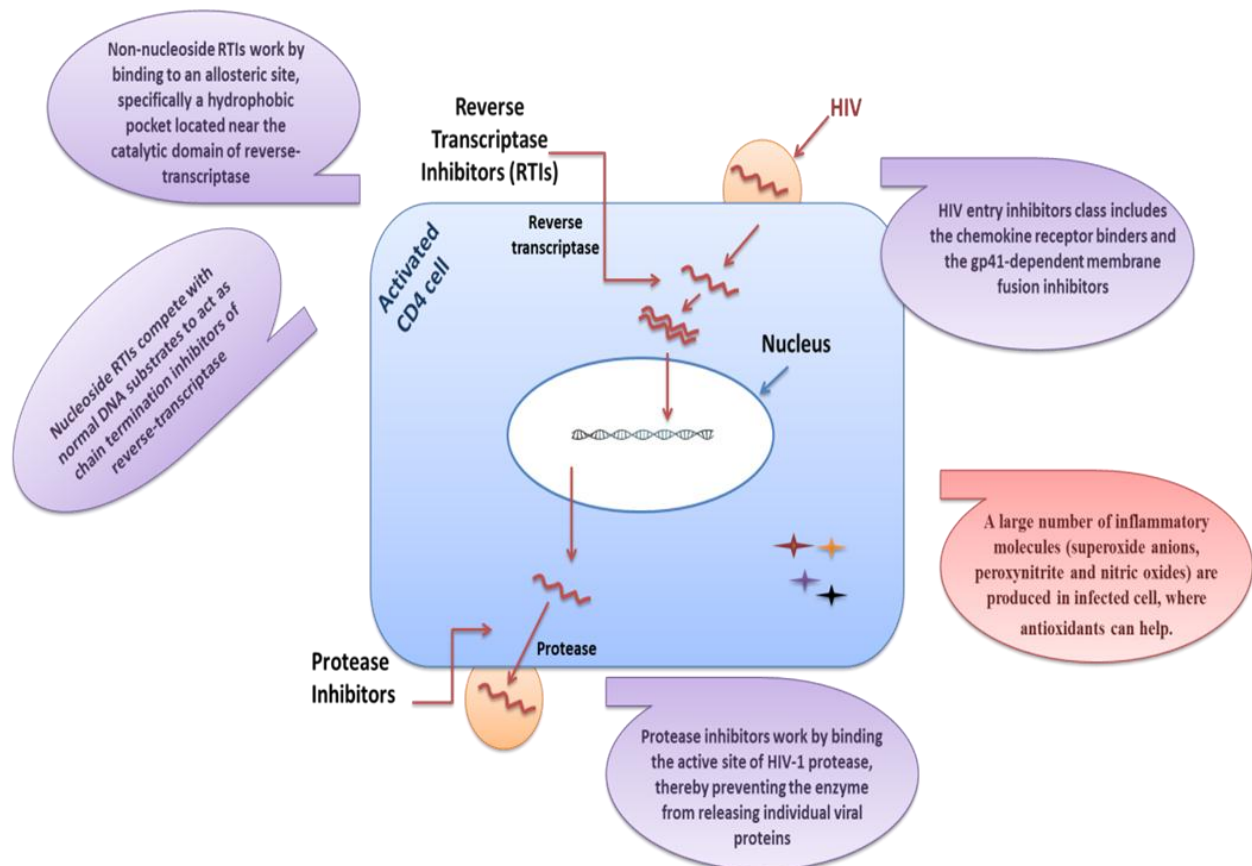 Non-nucleoside RTIs work by
binding to an allosteric site,
specifically a hydrophobic
pocket located near the
catalytic domain of reverse-
transcriptase
Reverse
Transcriptase
Inhibitors (RTIs)
HIV
HIV entry inhibitors class includes
the chemokine receptor binders and
the gp41-dependent membrane
fusion inhibitors
Activated
CD4 cell
Reverse
transcriptase
Nucleoside RTIs compete with
normal DNA substrates to act as
chain termination inhibitors of
reverse-transcriptase
Nucleus
A large number of inflammatory
molecules (superoxide anions,
peroxynitrite and nitric oxides) are
produced in infected cell, where
antioxidants can help.
Protease
Inhibitors
Protease
Protease inhibitors work by binding
the active site of HIV-1 protease,
thereby preventing the enzyme
from releasing individual viral
proteins